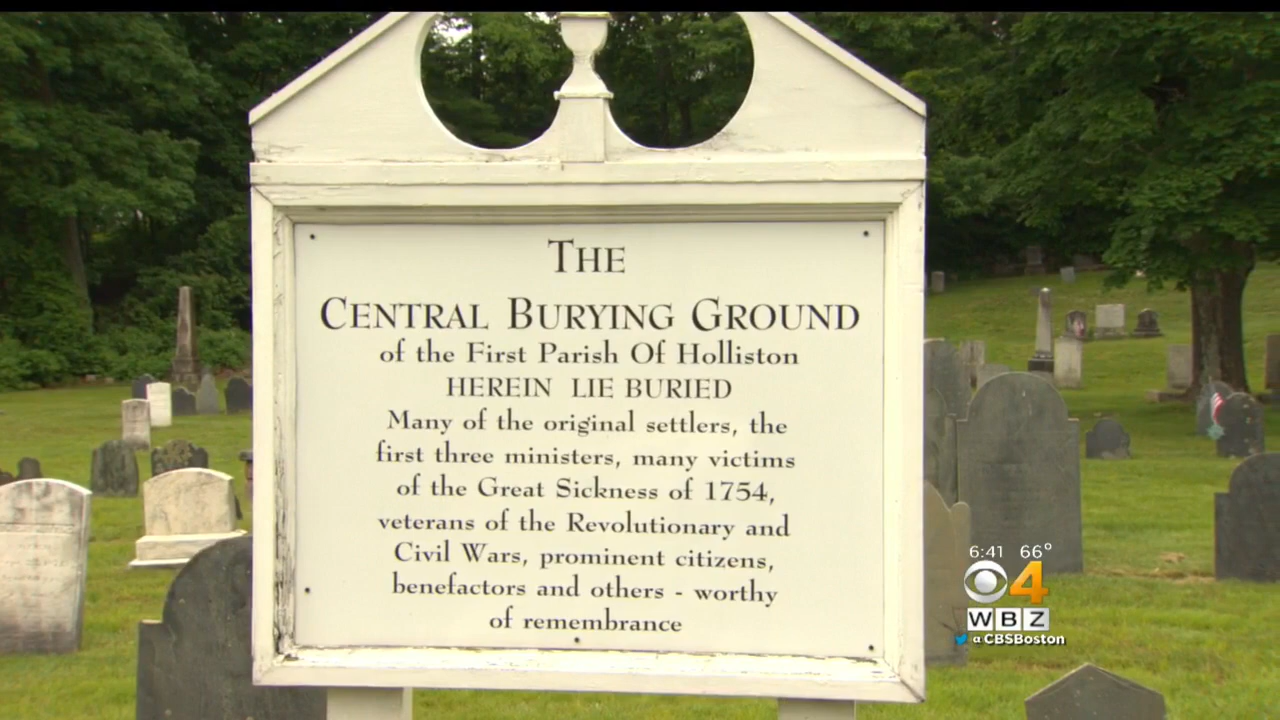 THE
CENTRAL BURYING GROUND
of the First Parish Of Holliston
HEREIN LIE BURIED
Many of the original settlers, the
first three ministers, many victims
of the Great Sickness of 1754,
veterans of the Revolutionary and
Civil Wars, prominent citizens,
benefactors and others - worthy
of remembrance
6:41 66°
4
WBZ
@CBSBoston